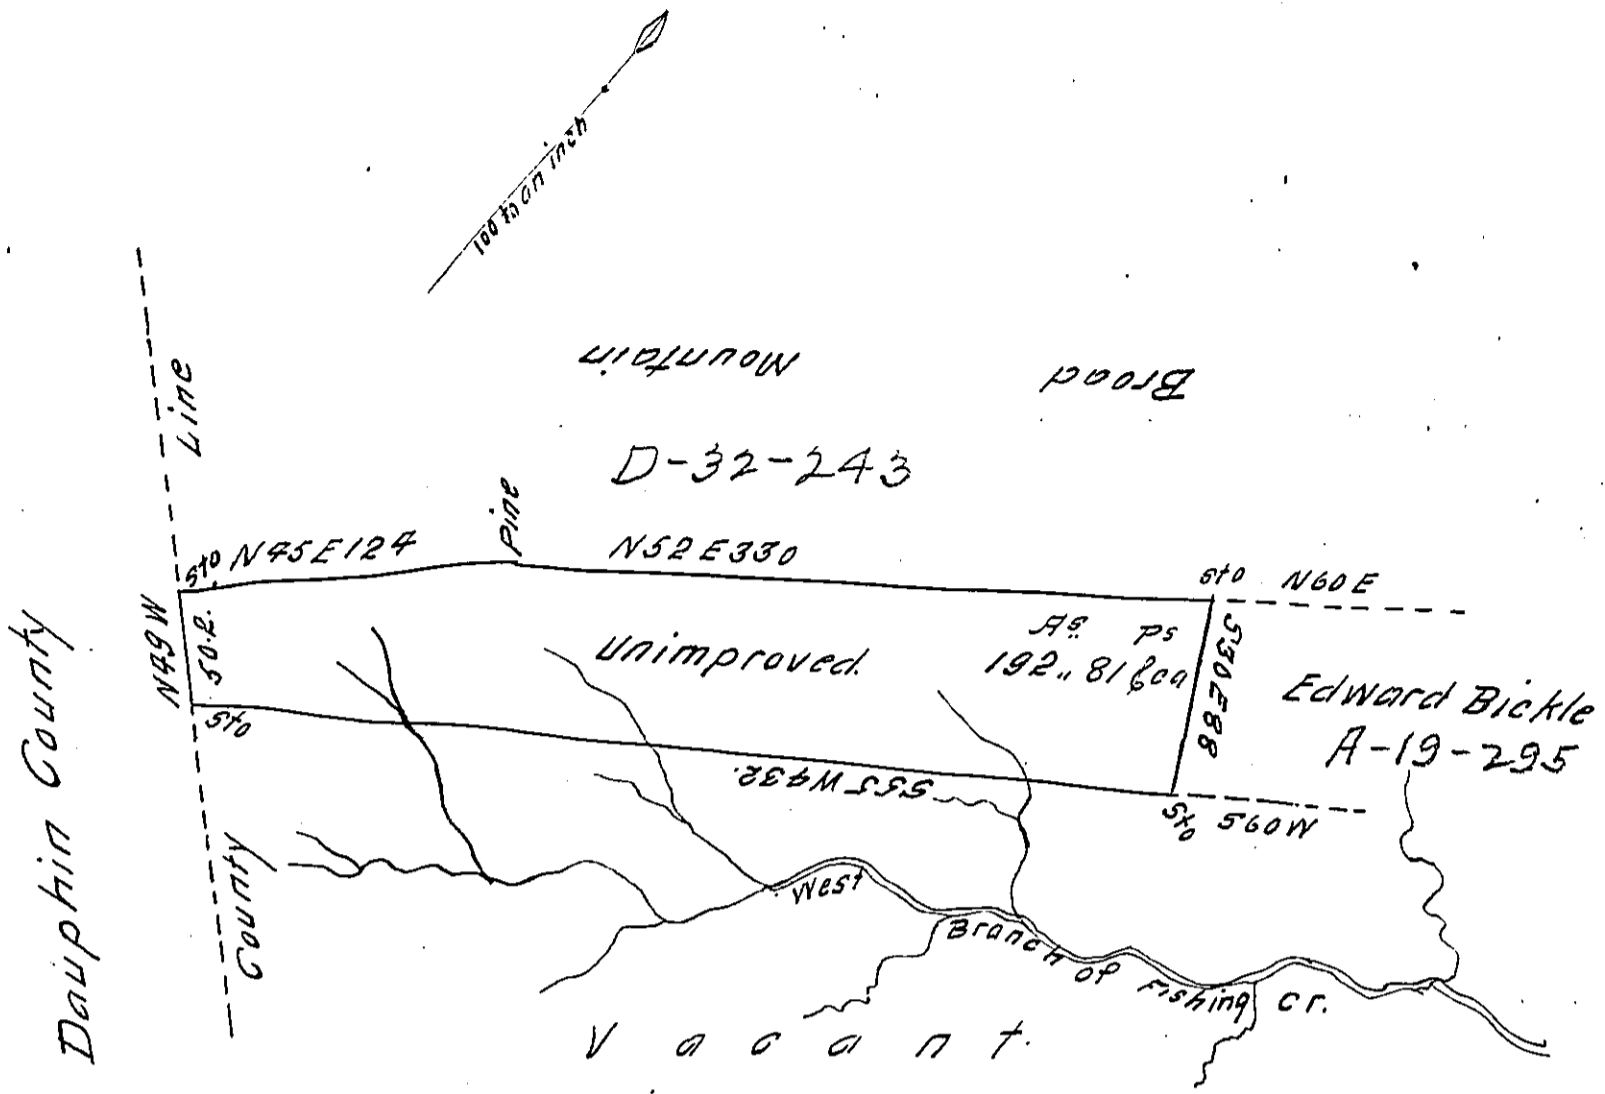 100 to an inch
Broad Mountain
D-32-243
Line
Pine
Sto N45E124
N52E330
Sto N60E
N49W
50.P.
Unimproved.
As Ps
192,, 81 &ca
S30E88
Edward Bickle
A-19-295
Sto
S55W432.
Sto S60W
Dauphin County
County
West Branch of Fishing Cr.
Vacant.